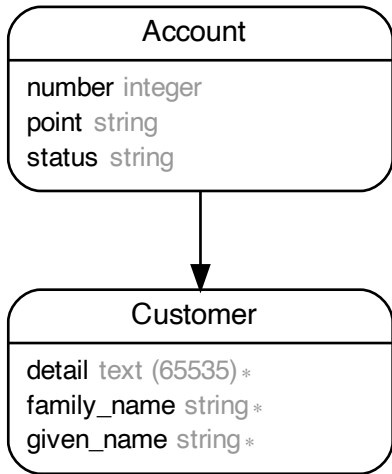 Account
number integer
point string
status string
Customer
detail text (65535) *
family_name string *
given_name string *